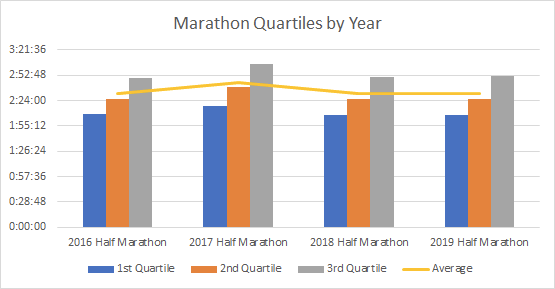 Marathon Quartiles by Year
3:21:36
2:52:48
2:24:00
1:55:12
1:26:24
0:57:36
0:28:48
0:00:00
2016 Half Marathon 2017 Half Marathon 2018 Half Marathon 2019 Half Marathon
1st Quartile 2nd Quartile 3rd Quartile Average